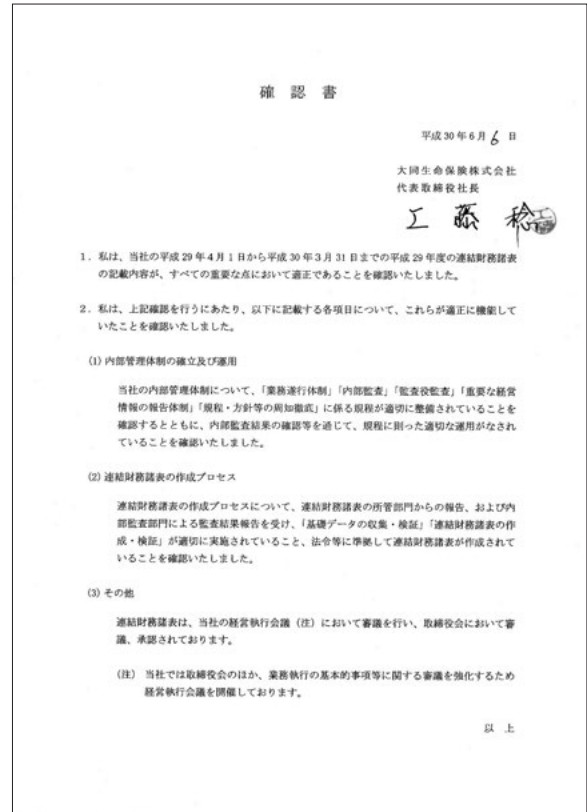 確認書
平成30年6月6日
大同生命保険株式会社
代表取締役社長
工藤 稔
1．私は、当社の平成29年4月1日から平成30年3月31日までの平成29年度の連結財務諸表
の記載内容が、すべての重要な点において適正であることを確認いたしました。
2．私は、上記確認を行うにあたり、以下に記載する各項目について、これらが適正に機能して
いたことを確認いたしました。
(1) 内部管理体制の確立及び運用
当社の内部管理体制について、「業務遂行体制」「内部監査」「監査役監査」「重要な経営
情報の報告体制」「規程・方針等の周知徹底」に係る規程が適切に整備されていることを
確認するとともに、内部監査結果の確認等を通じて、規程に則った適切な運用がなされ
ていることを確認いたしました。
(2) 連結財務諸表の作成プロセス
連結財務諸表の作成プロセスについて、連結財務諸表の所管部門からの報告、および内
部監査部門による監査結果報告を受け、「基礎データの収集・検証」「連結財務諸表の作
成・検証」が適切に実施されていること、法令等に準拠して連結財務諸表が作成されて
いることを確認いたしました。
(3) その他
連結財務諸表は、当社の経営執行会議（注）において審議を行い、取締役会において審
議、承認されております。
（注） 当社では取締役会のほか、業務執行の基本的事項等に関する審議を強化するため
経営執行会議を開催しております。
以上